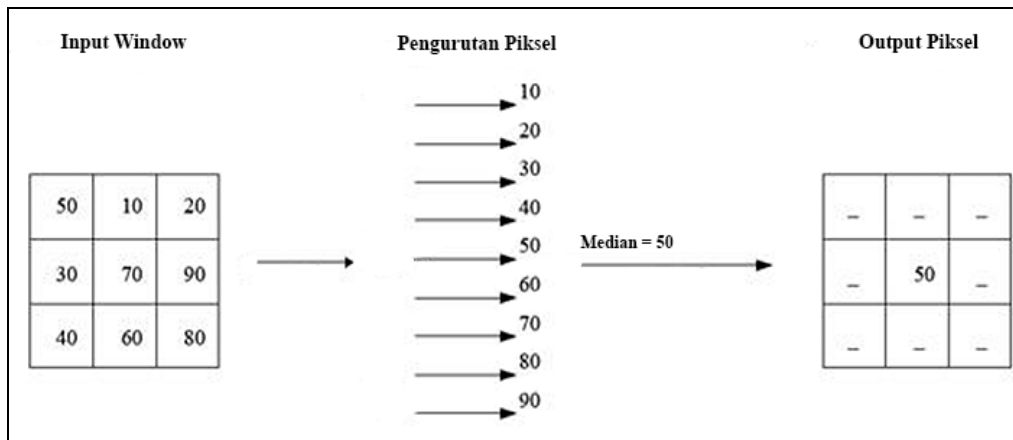 Input Window
Pengurutan Piksel
Output Piksel
50 10 20
30 70 90
40 60 80
10
20
30
40
50
60
70
80
90
Median = 50
_ _ _
_ 50 _
_ _ _